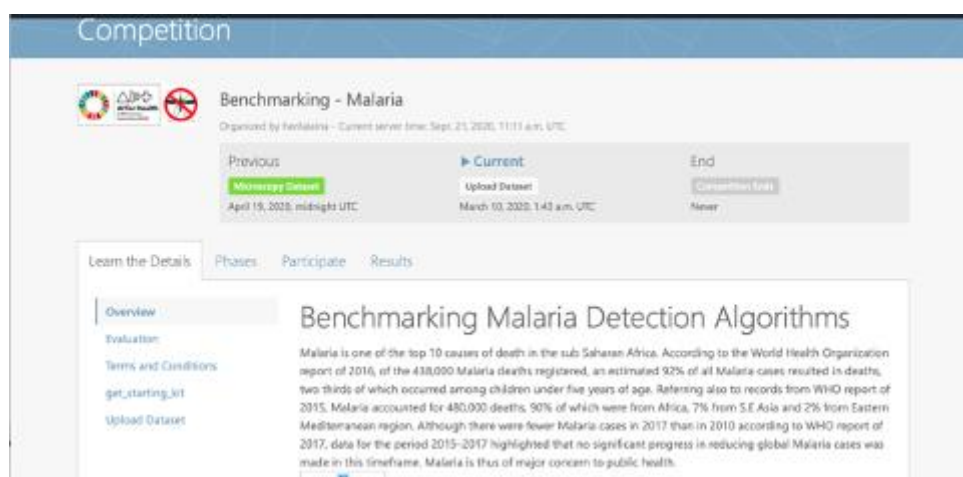 Competition
Benchmarking - Malaria
Organized by - Current server time: Sept. 21, 2020, 11:11 a.m. UTC
Previous
Microscopy Dataset
April 19, 2020, midnight UTC
Current
Upload Dataset
March 10, 2020, 1:43 a.m. UTC
End
Competition Ends
Never
Learn the Details
Phases
Participate
Results
Overview
Evaluation
Terms and Conditions
get_starting_kit
Upload Dataset
Benchmarking Malaria Detection Algorithms
Malaria is one of the top 10 causes of death in the sub Saharan Africa. According to the World Health Organization
report of 2016, of the 438,000 Malaria deaths registered, an estimated 92% of all Malaria cases resulted in deaths,
two thirds of which occurred among children under five years of age. Referring also to records from WHO report of
2015, Malaria accounted for 480,000 deaths, 90% of which were from Africa, 7% from S.E Asia and 2% from Eastern
Mediterranean region. Although there were fewer Malaria cases in 2017 than in 2010 according to WHO report of
2017, data for the period 2015-2017 highlighted that no significant progress in reducing global Malaria cases was
made in this timeframe. Malaria is thus of major concern to public health.